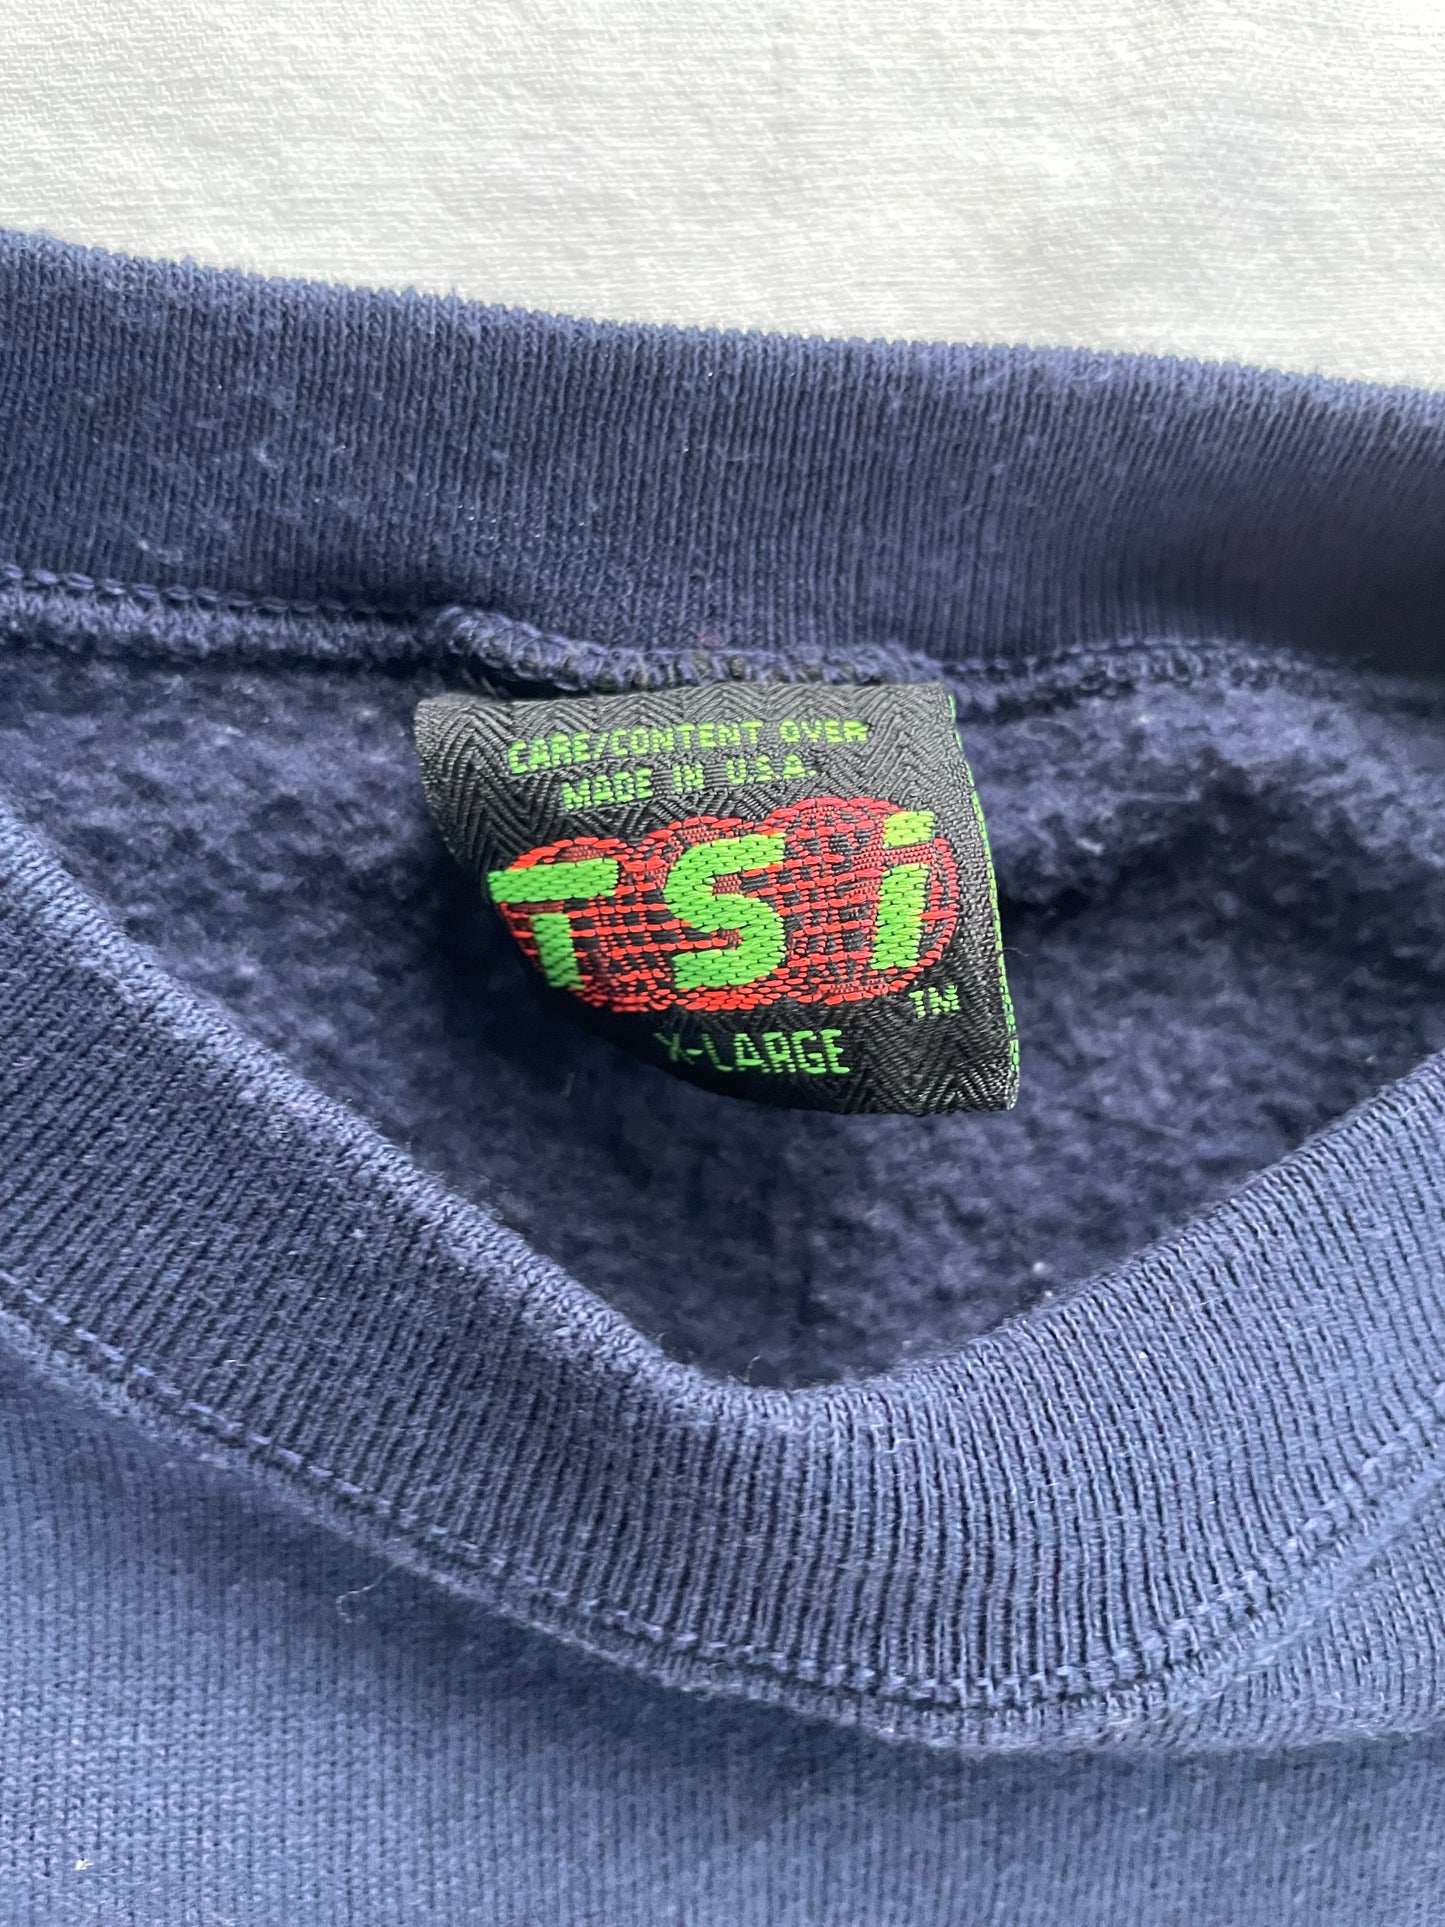 CARE/CONTENT OVER
MADE IN U.S.A.
TSi
TM
X-LARGE